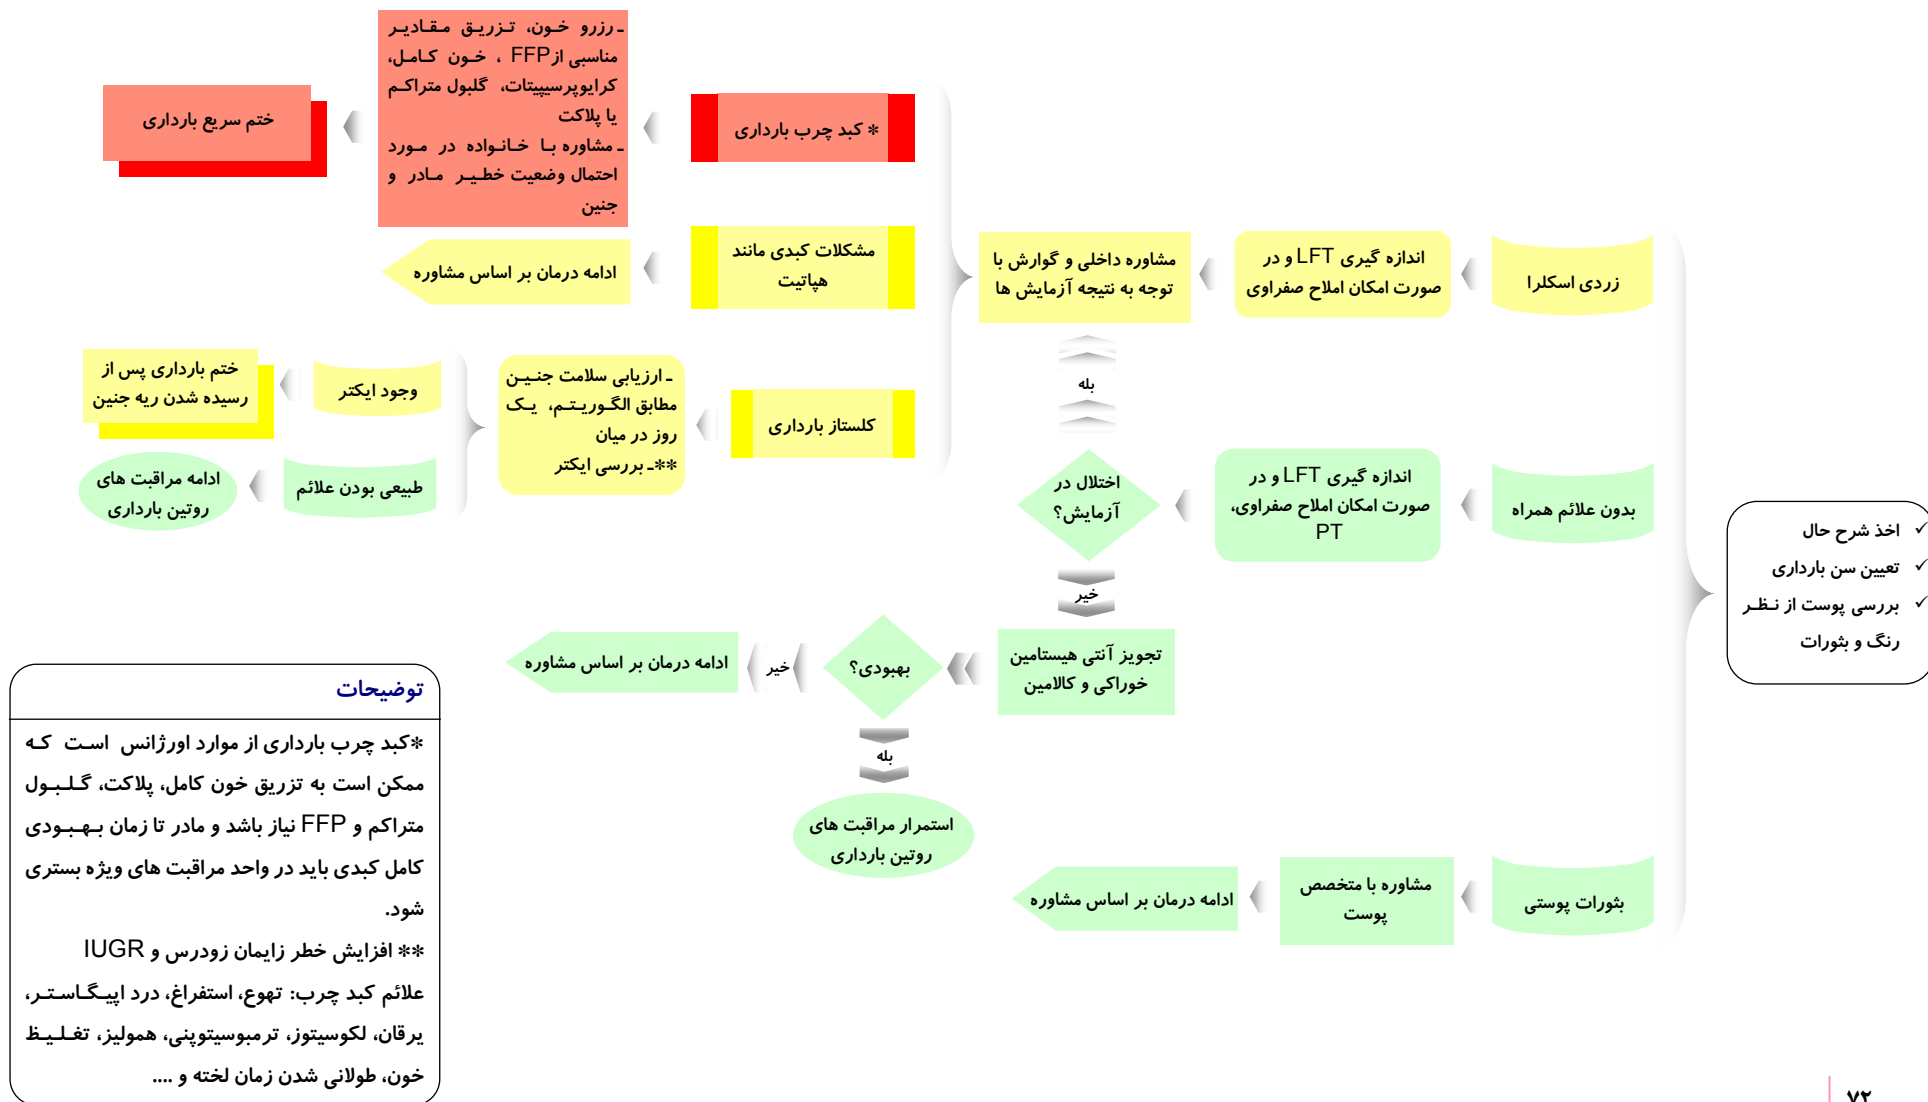 ✓ اخذ شرح حال
✓ تعیین سن بارداری
✓ بررسی پوست از نظر
رنگ و بثورات
زردی اسکلرا
اندازه گیری LFT و در
صورت امکان املاح صفراوی
مشاوره داخلی و گوارش با
توجه به نتیجه آزمایش ها
* کبد چرب بارداری
ـ رزرو خون، تزریق مقادیر
مناسبی از FFP ، خون کامل،
کرایوپرسیپیتات، گلبول متراکم
یا پلاکت
ـ مشاوره با خانواده در مورد
احتمال وضعیت خطیر مادر و
جنین
ختم سریع بارداری
مشکلات کبدی مانند
هپاتیت
ادامه درمان بر اساس مشاوره
کلستاز بارداری
ـ ارزیابی سلامت جنین
مطابق الگوریتم، یک
روز در میان
**ـ بررسی ایکتر
وجود ایکتر
ختم بارداری پس از
رسیده شدن ریه جنین
طبیعی بودن علائم
ادامه مراقبت های
روتین بارداری
بدون علائم همراه
اندازه گیری LFT و در
صورت امکان املاح صفراوی،
PT
اختلال در
آزمایش؟
بله
خیر
تجویز آنتی هیستامین
خوراکی و کالامین
بهبودی؟
خیر
ادامه درمان بر اساس مشاوره
بله
استمرار مراقبت های
روتین بارداری
بثورات پوستی
مشاوره با متخصص
پوست
ادامه درمان بر اساس مشاوره
توضیحات
*کبد چرب بارداری از موارد اورژانس است که
ممکن است به تزریق خون کامل، پلاکت، گلبول
متراکم و FFP نیاز باشد و مادر تا زمان بهبودی
کامل کبدی باید در واحد مراقبت های ویژه بستری
شود.
** افزایش خطر زایمان زودرس و IUGR
علائم کبد چرب: تهوع، استفراغ، درد اپیگاستر،
یرقان، لکوسیتوز، ترمبوسیتوپنی، همولیز، تغلیظ
خون، طولانی شدن زمان لخته و ....
۷۲